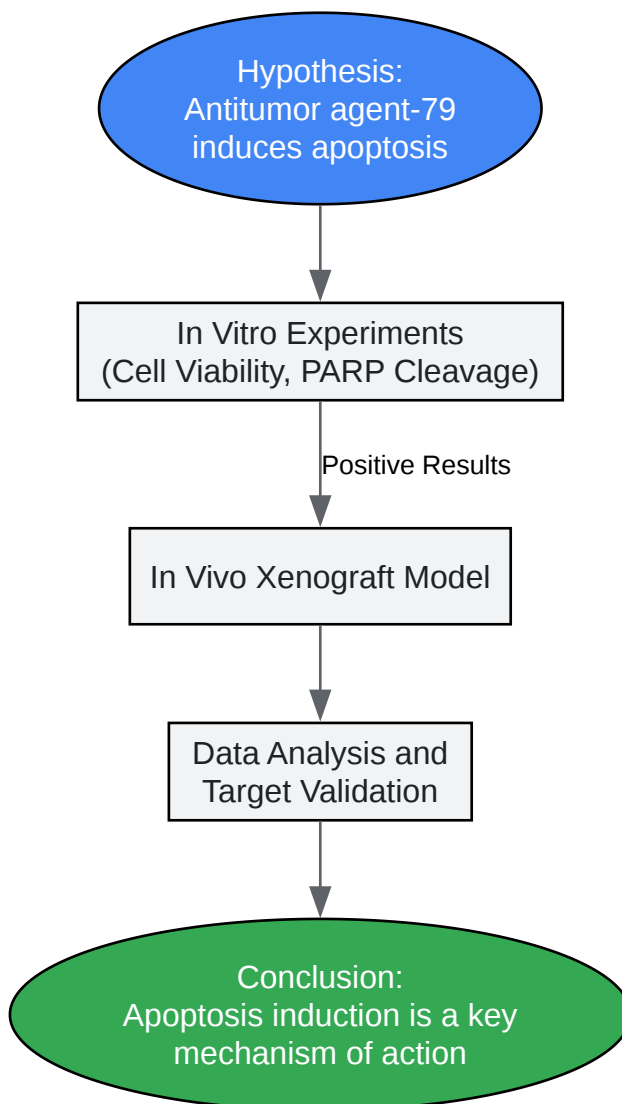 Hypothesis:
Antitumor agent-79
induces apoptosis
In Vitro Experiments
(Cell Viability, PARP Cleavage)
Positive Results
In Vivo Xenograft Model
Data Analysis and
Target Validation
Conclusion:
Apoptosis induction is a key
mechanism of action